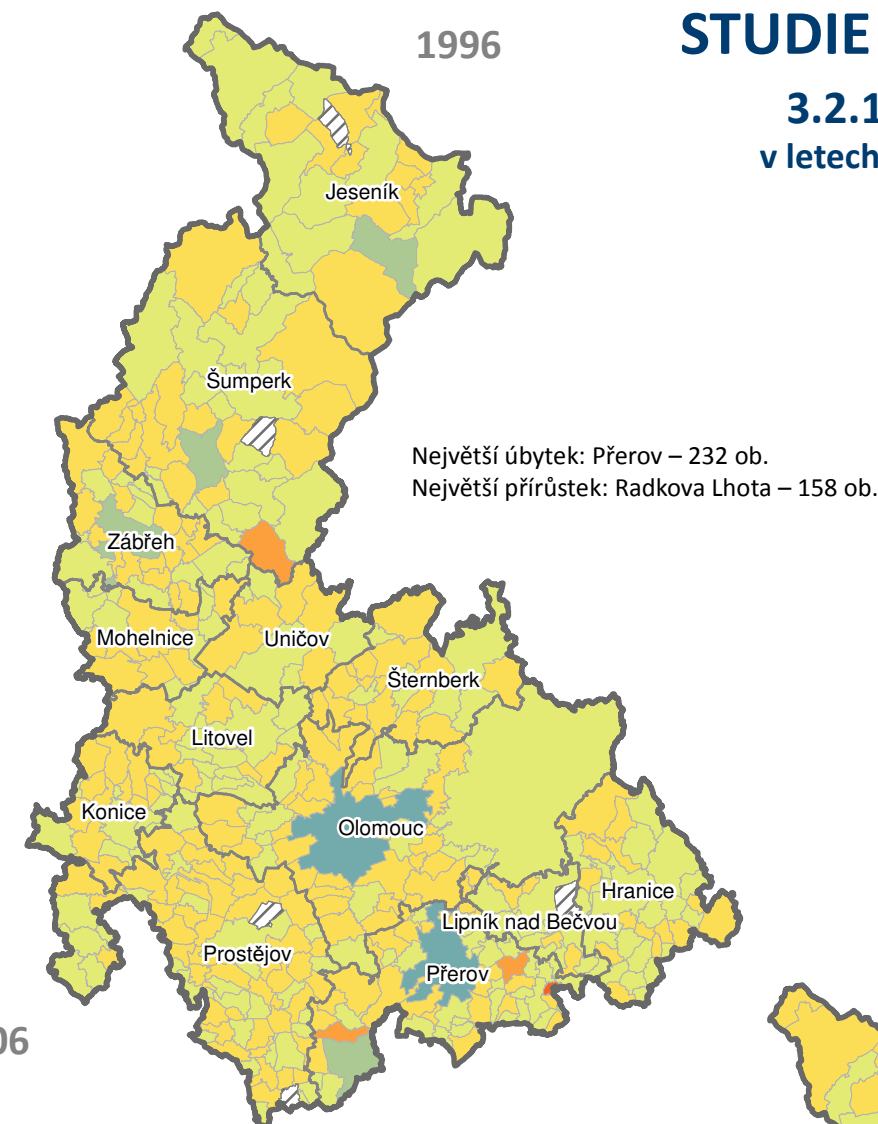 1996
STUDIE
3.2.1
v letech
Jeseník
Šumperk
Největší úbytek: Přerov – 232 ob.
Největší přírůstek: Radkova Lhota – 158 ob.
Zábřeh
Mohelnice
Uničov
Šternberk
Litovel
Konice
Olomouc
Hranice
Lipník nad Bečvou
Prostějov
Přerov
06